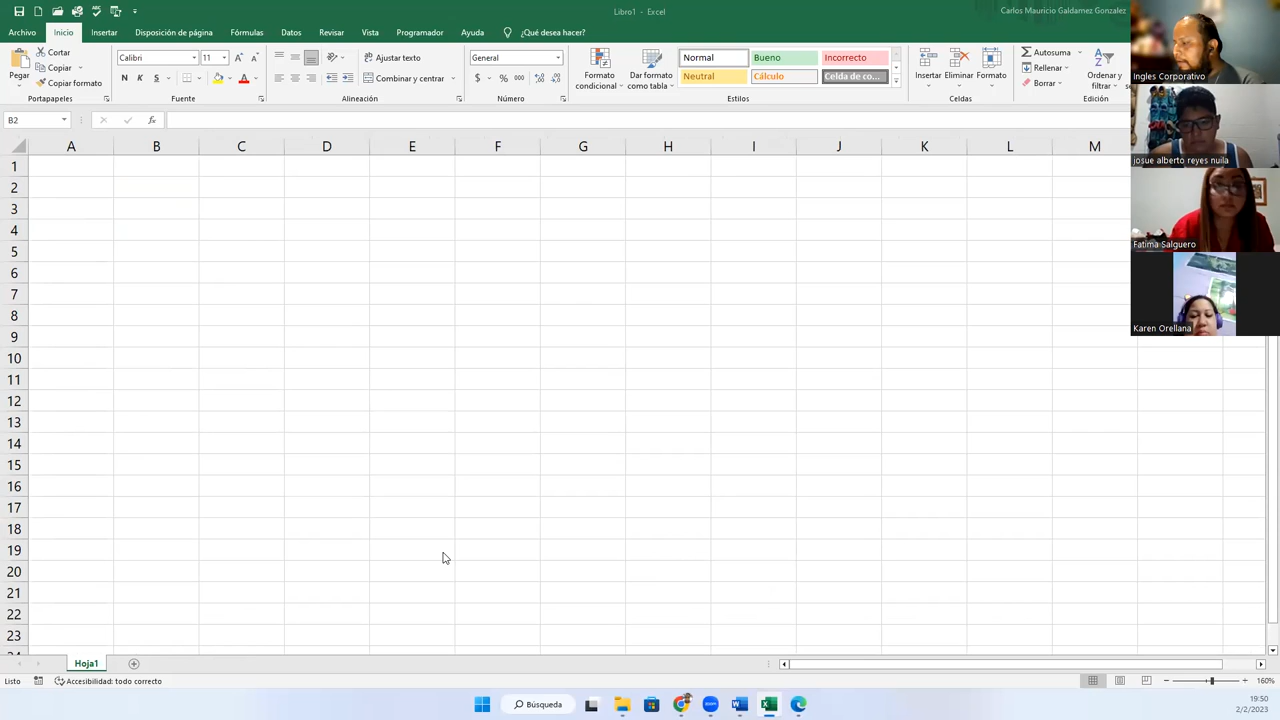 Libro1 - Excel
Carlos Mauricio Galdamez Gonzalez
Archivo Inicio Insertar Disposición de página Fórmulas Datos Revisar Vista Programador Ayuda ¿Qué desea hacer?
Pegar
Cortar
Copiar
Copiar formato
Portapapeles
Calibri 11
N K S
Fuente
Ajustar texto
Combinar y centrar
Alineación
General
$ % 000
Número
Formato condicional
Dar formato como tabla
Normal Bueno Incorrecto
Neutral Cálculo Celda de co...
Estilos
Insertar Eliminar Formato
Celdas
Autosuma
Rellenar
Borrar
Ordenar y filtrar
Edición
B2
fx
A B C D E F G H I J K L M
1
2
3
4
5
6
7
8
9
10
11
12
13
14
15
16
17
18
19
20
21
22
23
Ingles Corporativo
josue alberto reyes nuila
Fatima Salguero
Karen Orellana
Hoja1
Listo
Accesibilidad: todo correcto
160%
Búsqueda
19:50
2/2/2023